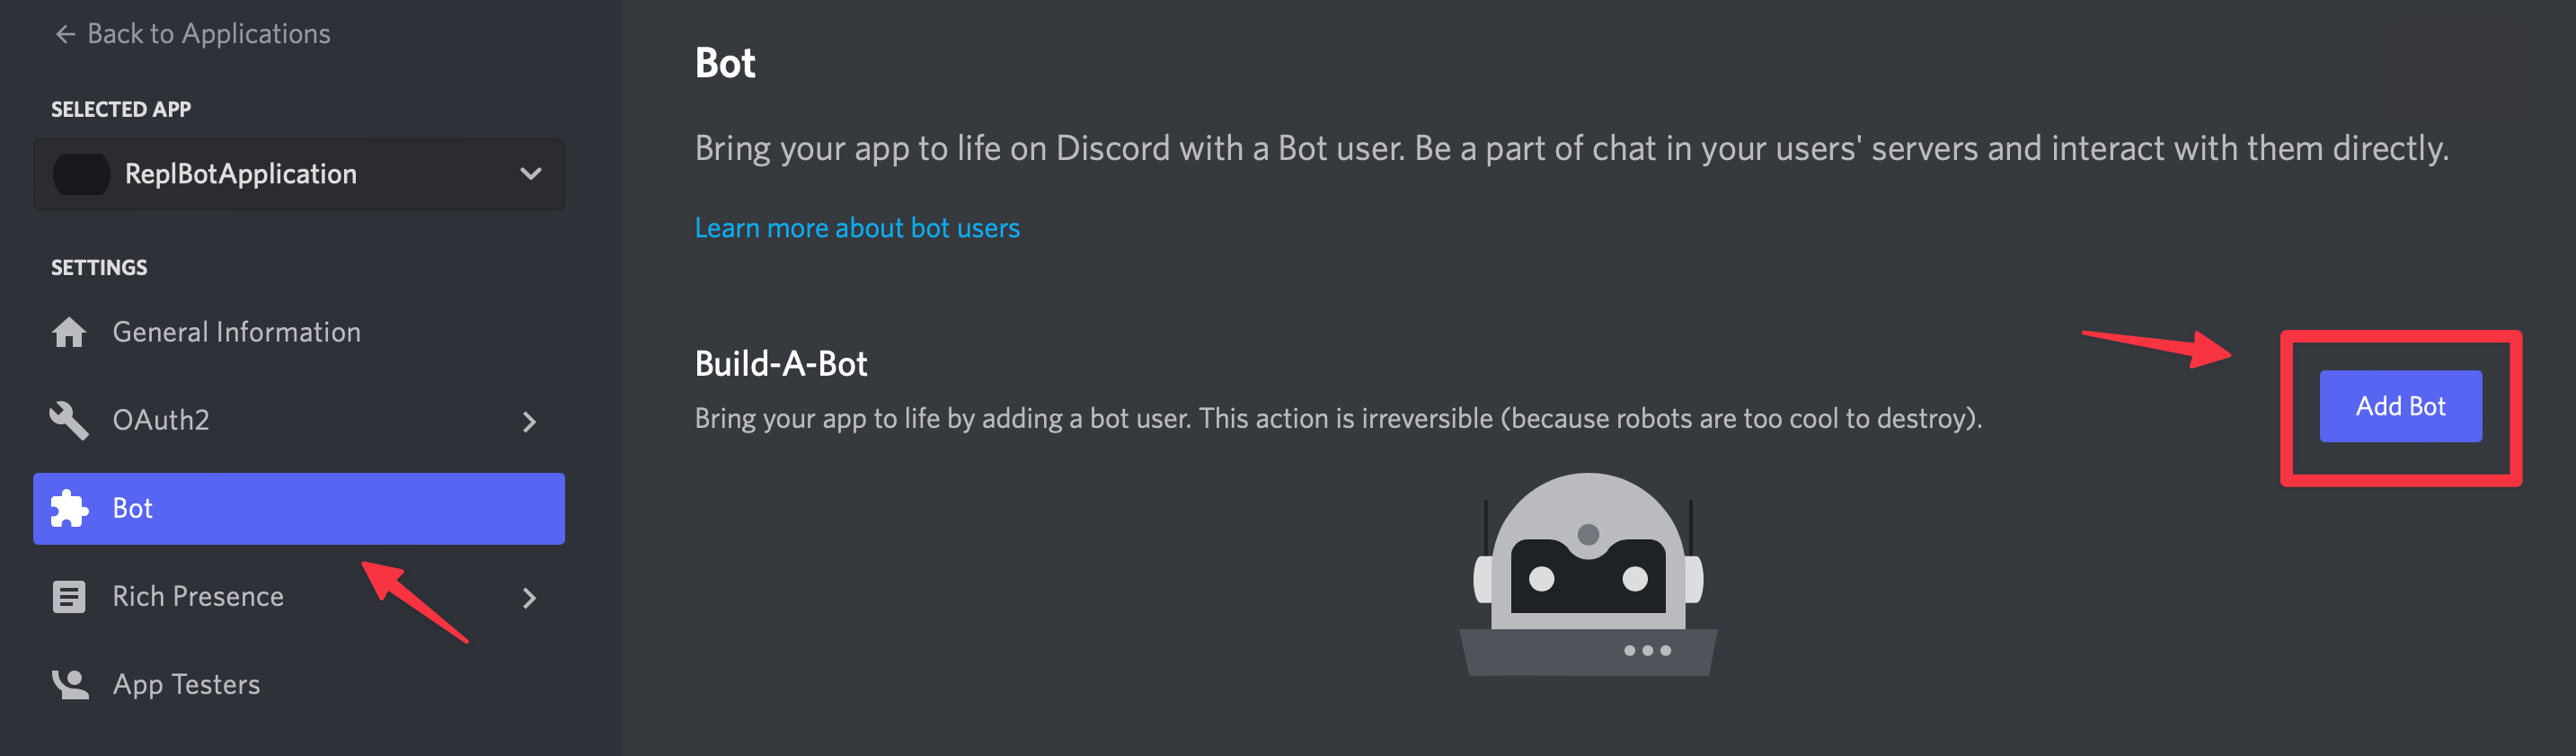 ← Back to Applications
SELECTED APP
ReplBotApplication
SETTINGS
General Information
OAuth2
Bot
Rich Presence
App Testers
Bot
Bring your app to life on Discord with a Bot user. Be a part of chat in your users' servers and interact with them directly.
Learn more about bot users
Build-A-Bot
Bring your app to life by adding a bot user. This action is irreversible (because robots are too cool to destroy).
Add Bot